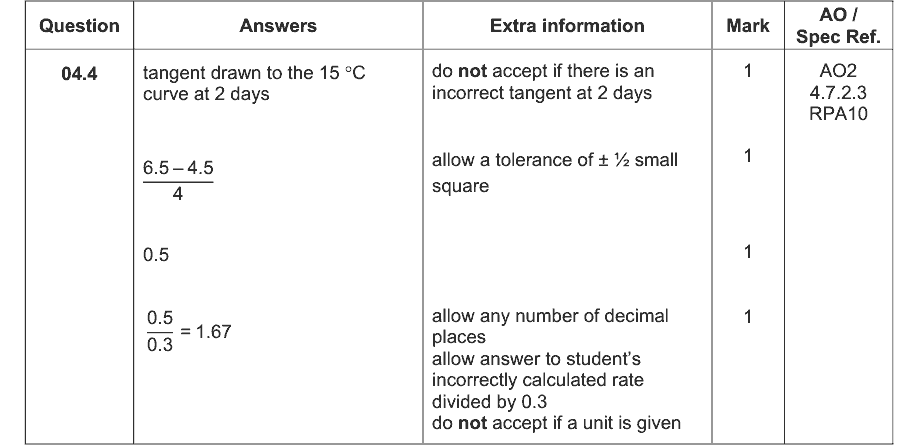 Question Answers Extra information Mark AO /
Spec Ref.
04.4 tangent drawn to the 15 °C do not accept if there is an 1 AO2
curve at 2 days incorrect tangent at 2 days 4.7.2.3
RPA10
6.5 – 4.5 allow a tolerance of ± ½ small 1
4 square
0.5 1
0.5 allow any number of decimal 1
0.3 = 1.67 places
allow answer to student's
incorrectly calculated rate
divided by 0.3
do not accept if a unit is given